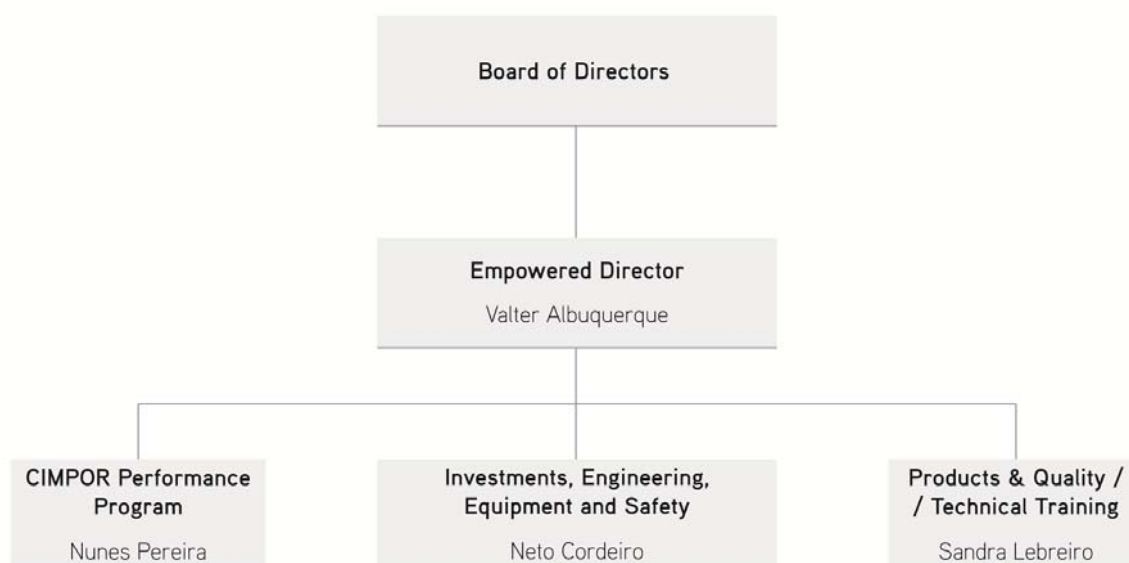 Board of Directors
Empowered Director
Valter Albuquerque
CIMPOR Performance
Program
Nunes Pereira
Investments, Engineering,
Equipment and Safety
Neto Cordeiro
Products & Quality /
/ Technical Training
Sandra Lebreiro